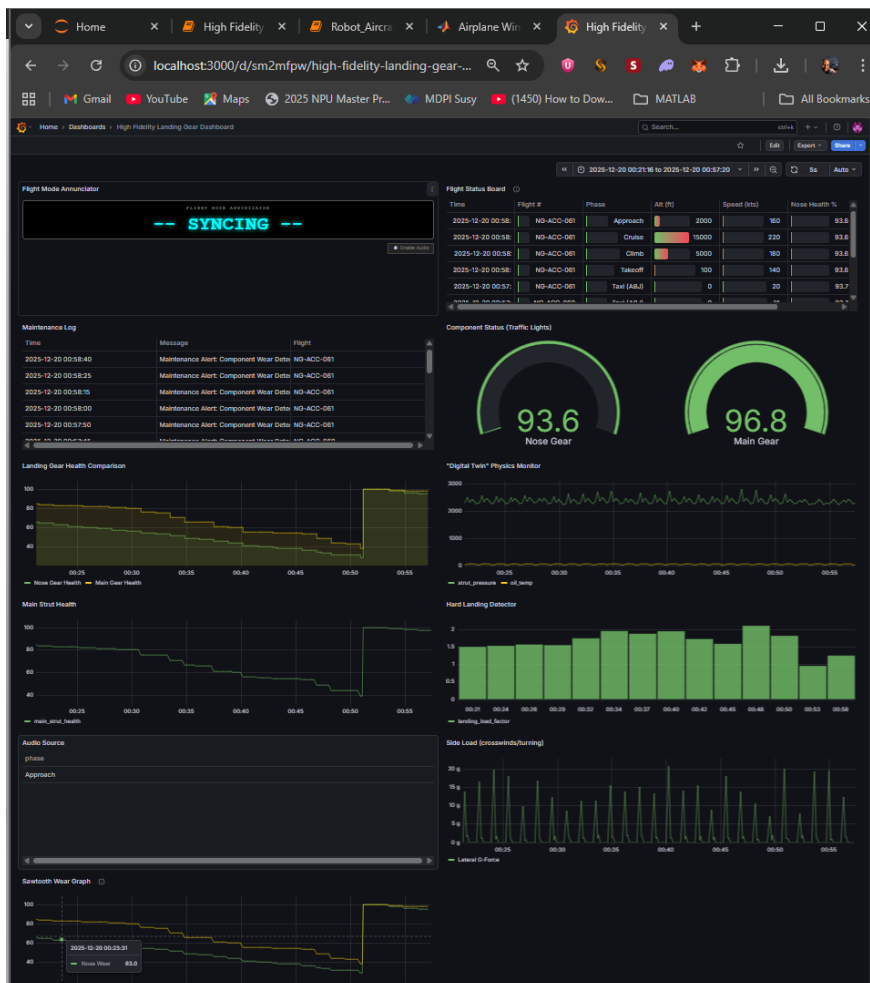 Home
High Fidelity
Robot_Aircra
Airplane Win
High Fidelity
localhost:3000/d/sm2mfpw/high-fidelity-landing-gear-...
Gmail YouTube Maps 2025 NPU Master Pr... MDPI Susy (1450) How to Dow... MATLAB All Bookmarks
Home › Dashboards › High Fidelity Landing Gear Dashboard
Search... ctrl+k
Edit Export Share
2025-12-20 00:21:16 to 2025-12-20 00:57:20 5s Auto
Flight Mode Annunciator
FLIGHT MODE ANNUNCIATOR
-- SYNCING --
Enable Audio
Flight Status Board
Time Flight # Phase Alt (ft) Speed (kts) Nose Health %
2025-12-20 00:58: NG-ACC-061 Approach 2000 160 93.6
2025-12-20 00:58: NG-ACC-061 Cruise 15000 220 93.6
2025-12-20 00:58: NG-ACC-061 Climb 5000 180 93.6
2025-12-20 00:58: NG-ACC-061 Takeoff 100 140 93.6
2025-12-20 00:57: NG-ACC-061 Taxi (ABJ) 0 20 93.7
Maintenance Log
Time Message Flight
2025-12-20 00:58:40 Maintenance Alert: Component Wear Dete NG-ACC-061
2025-12-20 00:58:25 Maintenance Alert: Component Wear Dete NG-ACC-061
2025-12-20 00:58:15 Maintenance Alert: Component Wear Dete NG-ACC-061
2025-12-20 00:58:00 Maintenance Alert: Component Wear Dete NG-ACC-061
2025-12-20 00:57:50 Maintenance Alert: Component Wear Dete NG-ACC-061
Component Status (Traffic Lights)
93.6
Nose Gear
96.8
Main Gear
Landing Gear Health Comparison
100
80
60
40
00:25 00:30 00:35 00:40 00:45 00:50 00:55
Nose Gear Health Main Gear Health
"Digital Twin" Physics Monitor
3000
2000
1000
0
00:25 00:30 00:35 00:40 00:45 00:50 00:55
strut_pressure oil_temp
Main Strut Health
100
80
60
40
00:25 00:30 00:35 00:40 00:45 00:50 00:55
main_strut_health
Hard Landing Detector
2
1.5
1
0.5
0
00:21 00:24 00:26 00:29 00:32 00:34 00:37 00:40 00:42 00:45 00:48 00:50 00:53 00:56
landing_load_factor
Audio Source
phase
Approach
Side Load (crosswinds/turning)
20 g
15 g
10 g
5 g
0 g
00:25 00:30 00:35 00:40 00:45 00:50 00:55
Lateral G-Force
Sawtooth Wear Graph
100
80
60
40
2025-12-20 00:23:31
Nose Wear 63.0